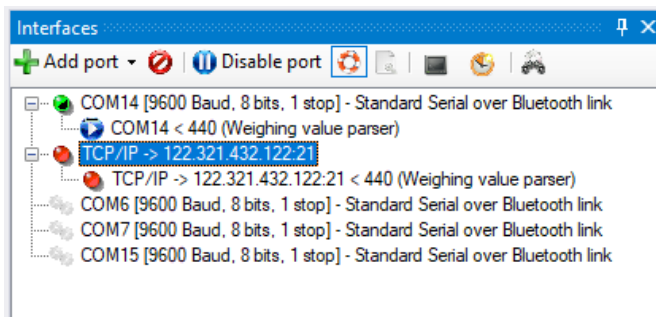 Interfaces
Add port Disable port
COM14 [9600 Baud, 8 bits, 1 stop] - Standard Serial over Bluetooth link
COM14 < 440 (Weighing value parser)
TCP/IP -> 122.321.432.122:21
TCP/IP -> 122.321.432.122:21 < 440 (Weighing value parser)
COM6 [9600 Baud, 8 bits, 1 stop] - Standard Serial over Bluetooth link
COM7 [9600 Baud, 8 bits, 1 stop] - Standard Serial over Bluetooth link
COM15 [9600 Baud, 8 bits, 1 stop] - Standard Serial over Bluetooth link